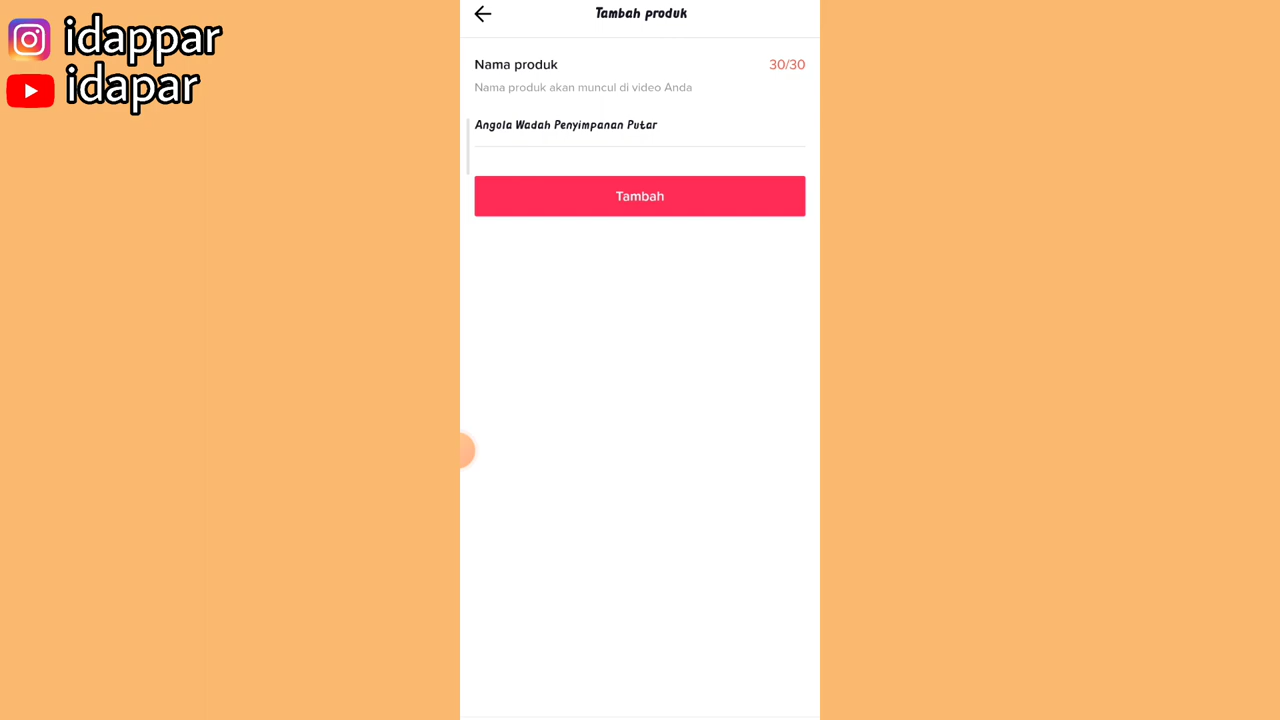 idappar
idapar
Tambah produk
Nama produk
30/30
Nama produk akan muncul di video Anda
Angola Wadah Penyimpanan Putar
Tambah